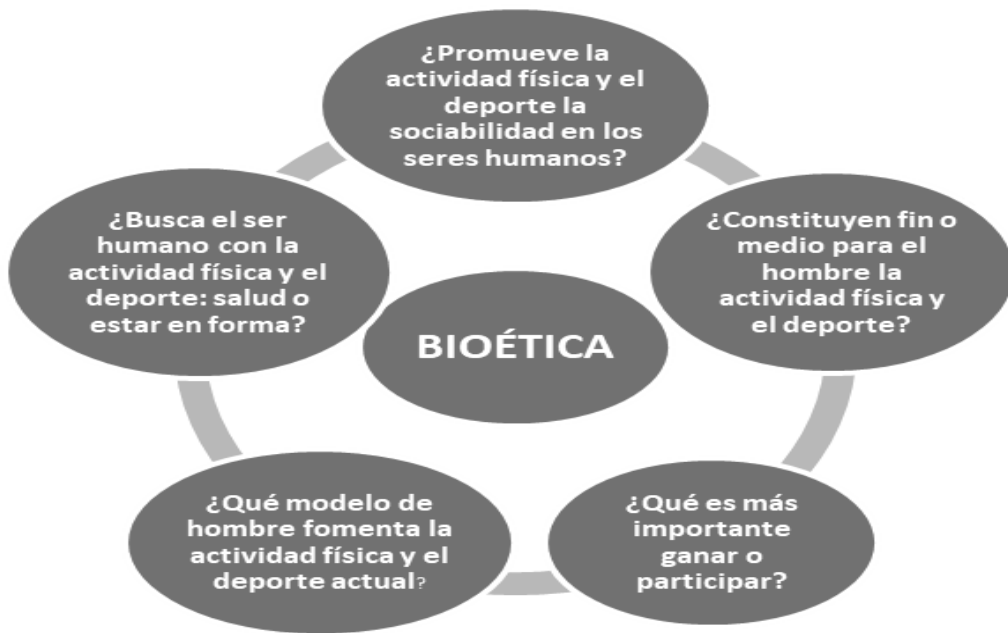 ¿Promueve la
actividad física y el
deporte la
sociabilidad en los
seres humanos?
¿Busca el ser
humano con la
actividad física y el
deporte: salud o
estar en forma?
¿Constituyen fin o
medio para el
hombre la
actividad física y
el deporte?
BIOÉTICA
¿Qué modelo de
hombre fomenta la
actividad física y el
deporte actual?
¿Qué es más
importante
ganar o
participar?